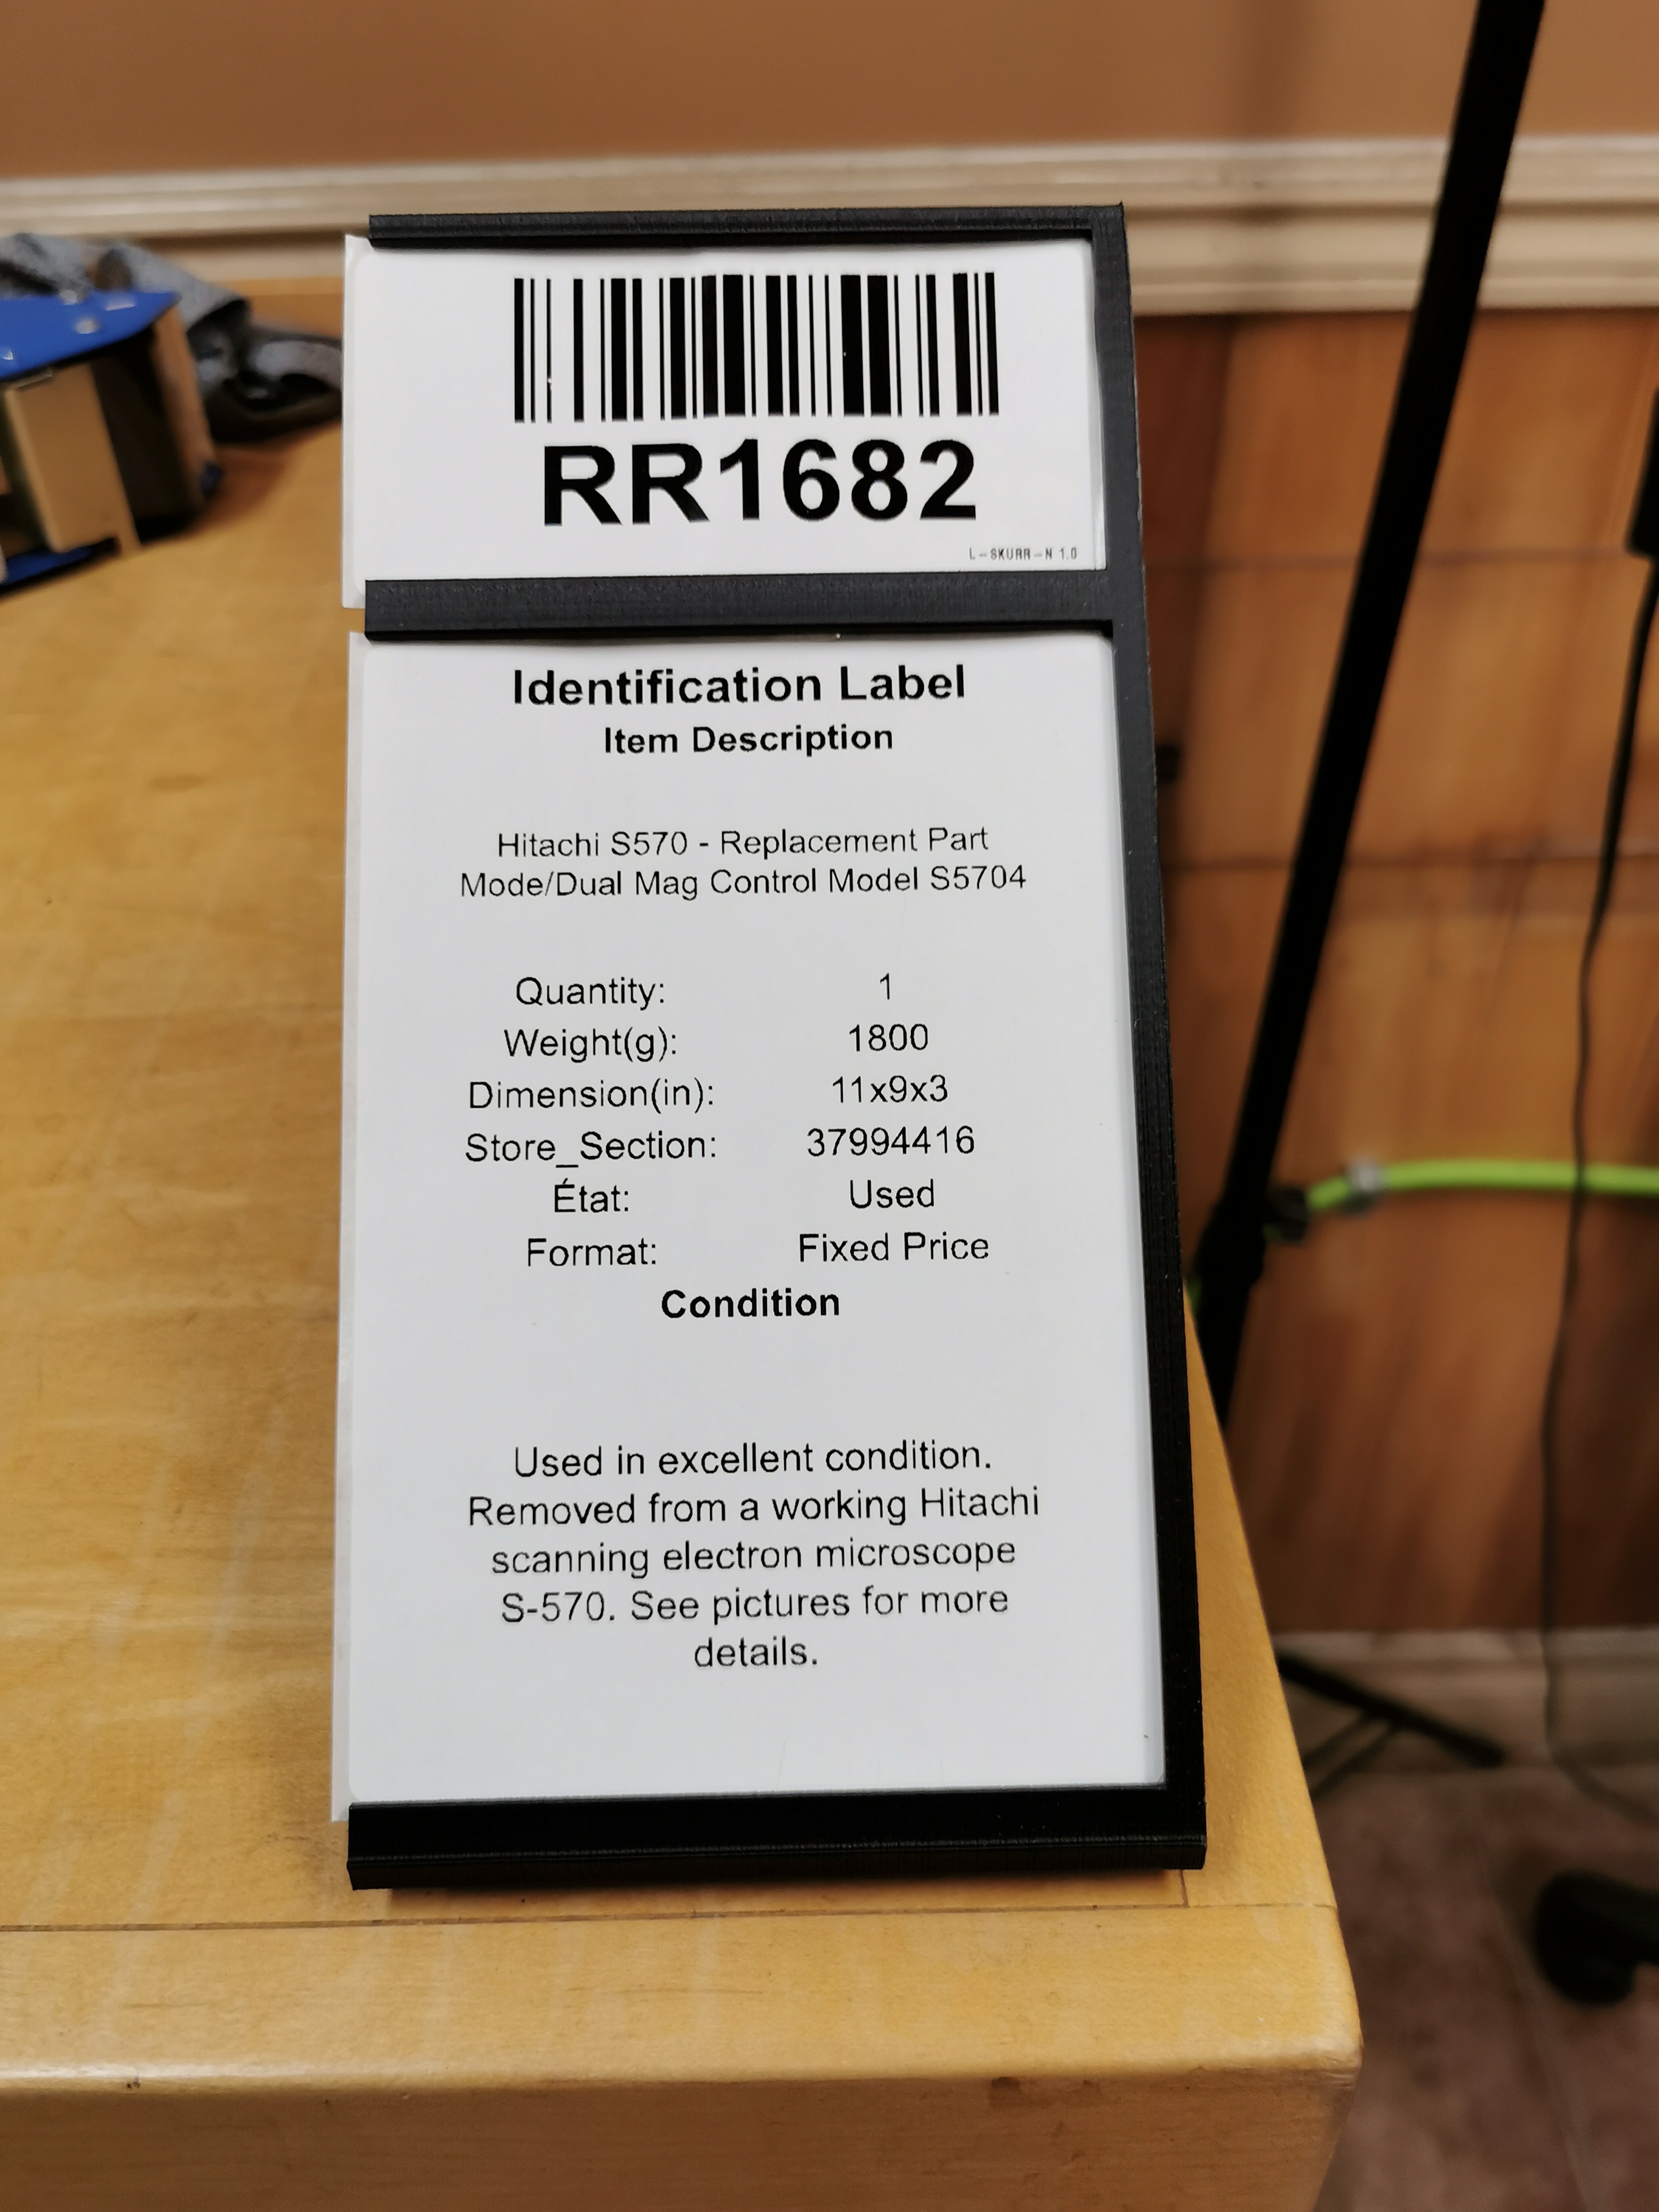 RR1682
L-SKURR-N 1.0
Identification Label
Item Description
Hitachi S570 - Replacement Part
Mode/Dual Mag Control Model S5704
Quantity: 1
Weight(g): 1800
Dimension(in): 11x9x3
Store_Section: 37994416
État: Used
Format: Fixed Price
Condition
Used in excellent condition.
Removed from a working Hitachi
scanning electron microscope
S-570. See pictures for more
details.